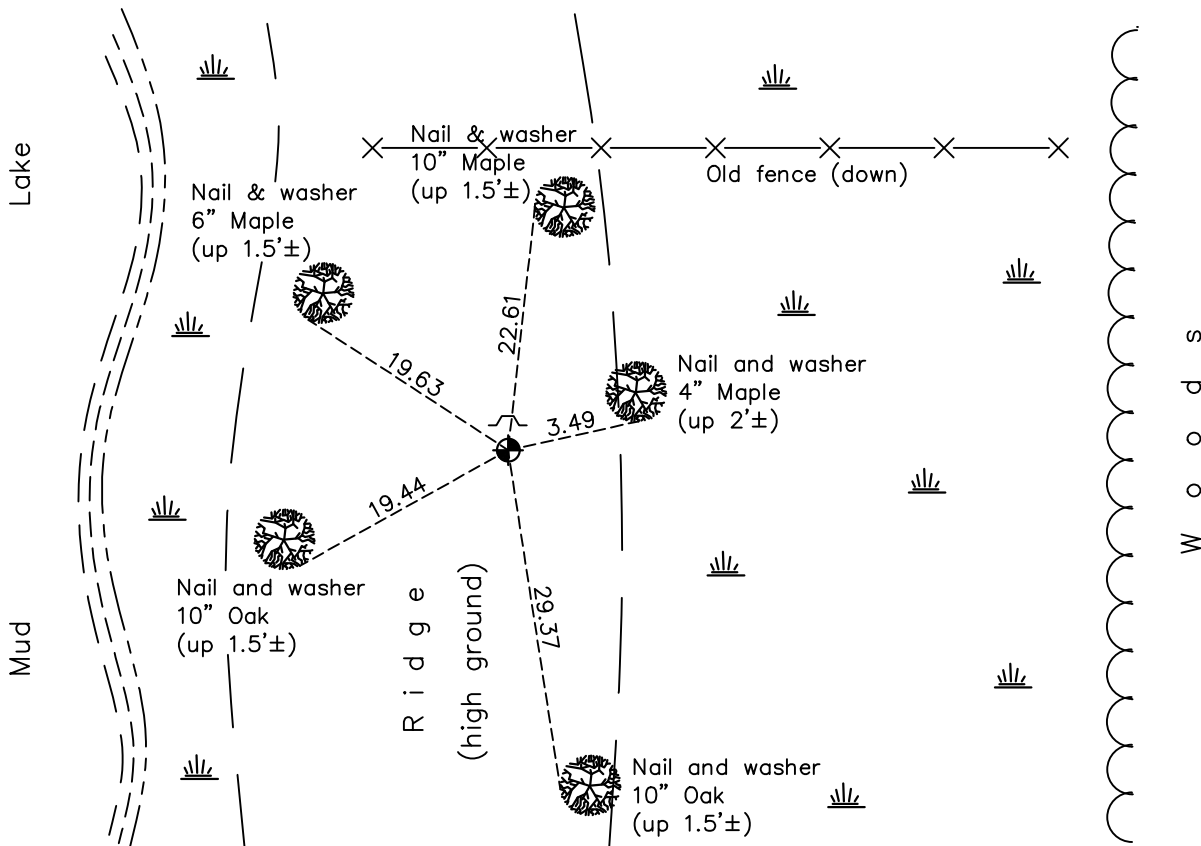 Nail & washer
10” Maple
(up 1.5’±)
Old fence (down)
Lake
Nail & washer
6” Maple
(up 1.5’±)
22.61
19.63
Nail and washer
4” Maple
(up 2’±)
3.49
Woods
19.44
Nail and washer
10” Oak
(up 1.5’±)
Mud
Ridge
(high ground)
29.37
Nail and washer
10” Oak
(up 1.5’±)